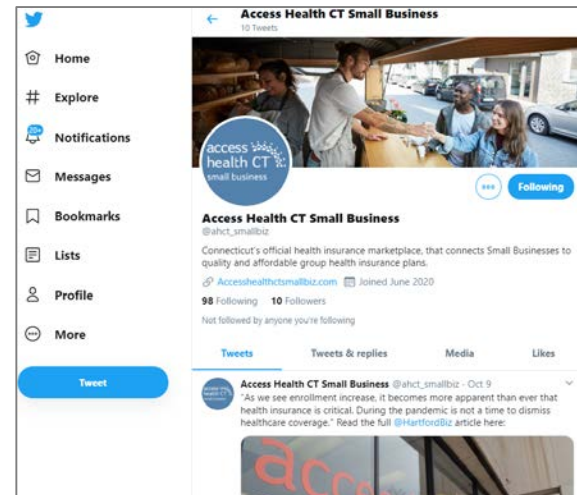 Access Health CT Small Business
10 Tweets
Home
Explore
20+
Notifications
Messages
Bookmarks
Lists
Profile
More
Tweet
access
health CT
small business
Following
Access Health CT Small Business
@ahct_smallbiz
Connecticut's official health insurance marketplace, that connects Small Businesses to
quality and affordable group health insurance plans.
Accesshealthctsmallbiz.com Joined June 2020
98 Following 10 Followers
Not followed by anyone you're following
Tweets Tweets & replies Media Likes
Access Health CT Small Business @ahct_smallbiz · Oct 9
"As we see enrollment increase, it becomes more apparent than ever that
health insurance is critical. During the pandemic is not a time to dismiss
healthcare coverage." Read the full @HartfordBiz article here:
acces